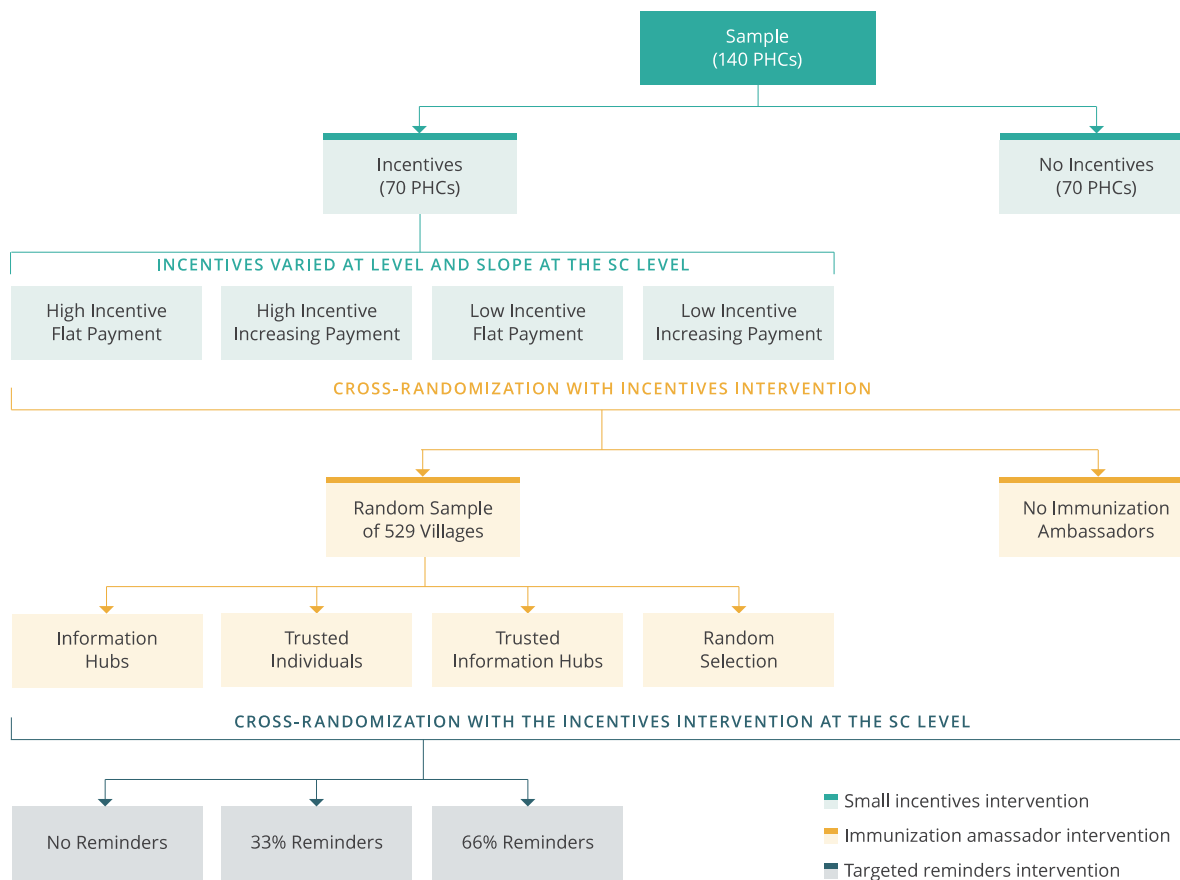 Sample
(140 PHCs)
Incentives
(70 PHCs)
No Incentives
(70 PHCs)
INCENTIVES VARIED AT LEVEL AND SLOPE AT THE SC LEVEL
High Incentive
Flat Payment
High Incentive
Increasing Payment
Low Incentive
Flat Payment
Low Incentive
Increasing Payment
CROSS-RANDOMIZATION WITH INCENTIVES INTERVENTION
Random Sample
of 529 Villages
No Immunization
Ambassadors
Information
Hubs
Trusted
Individuals
Trusted
Information Hubs
Random
Selection
CROSS-RANDOMIZATION WITH THE INCENTIVES INTERVENTION AT THE SC LEVEL
No Reminders
33% Reminders
66% Reminders
Small incentives intervention
Immunization amassador intervention
Targeted reminders intervention